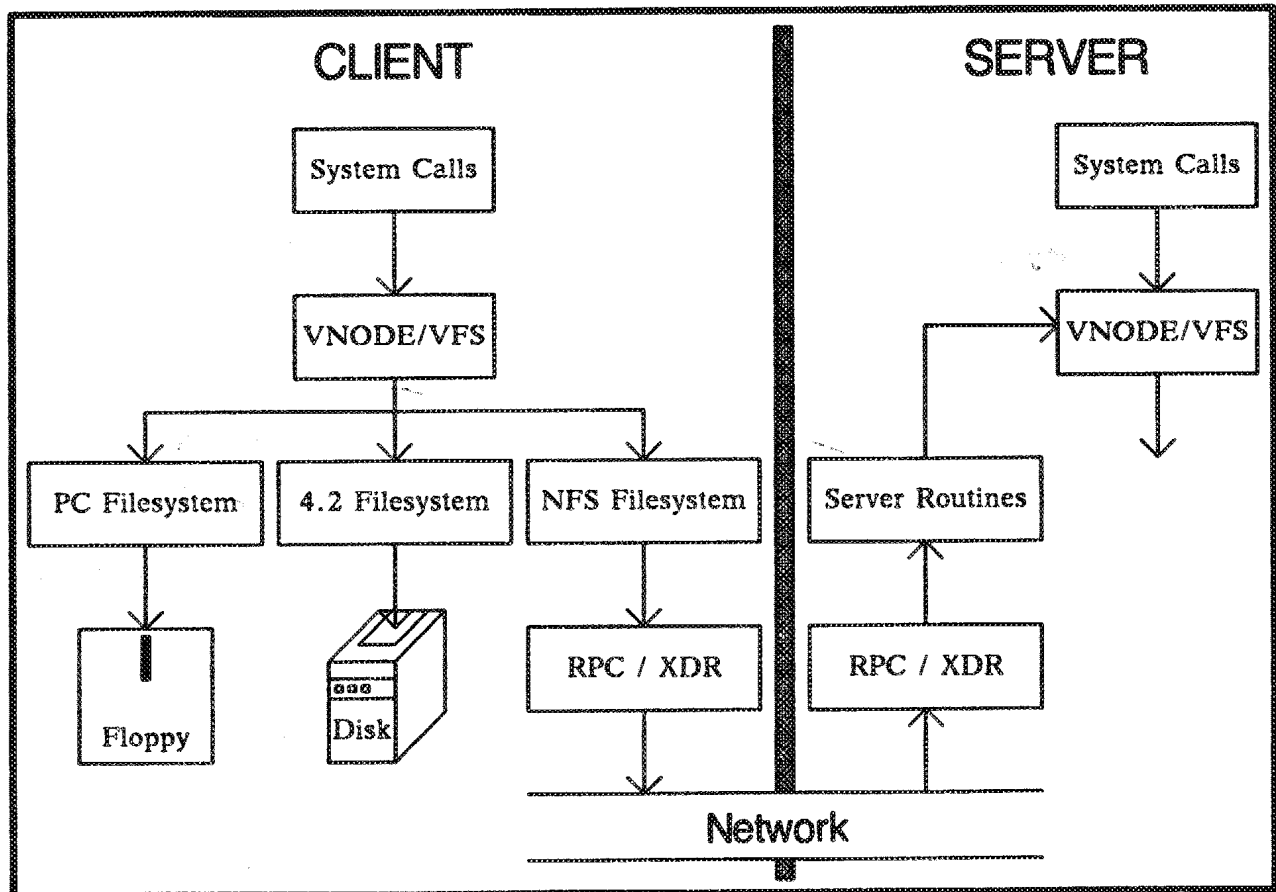 CLIENT
SERVER
System Calls
System Calls
VNODE/VFS
VNODE/VFS
PC Filesystem
4.2 Filesystem
NFS Filesystem
Server Routines
Floppy
Disk
RPC / XDR
RPC / XDR
Network